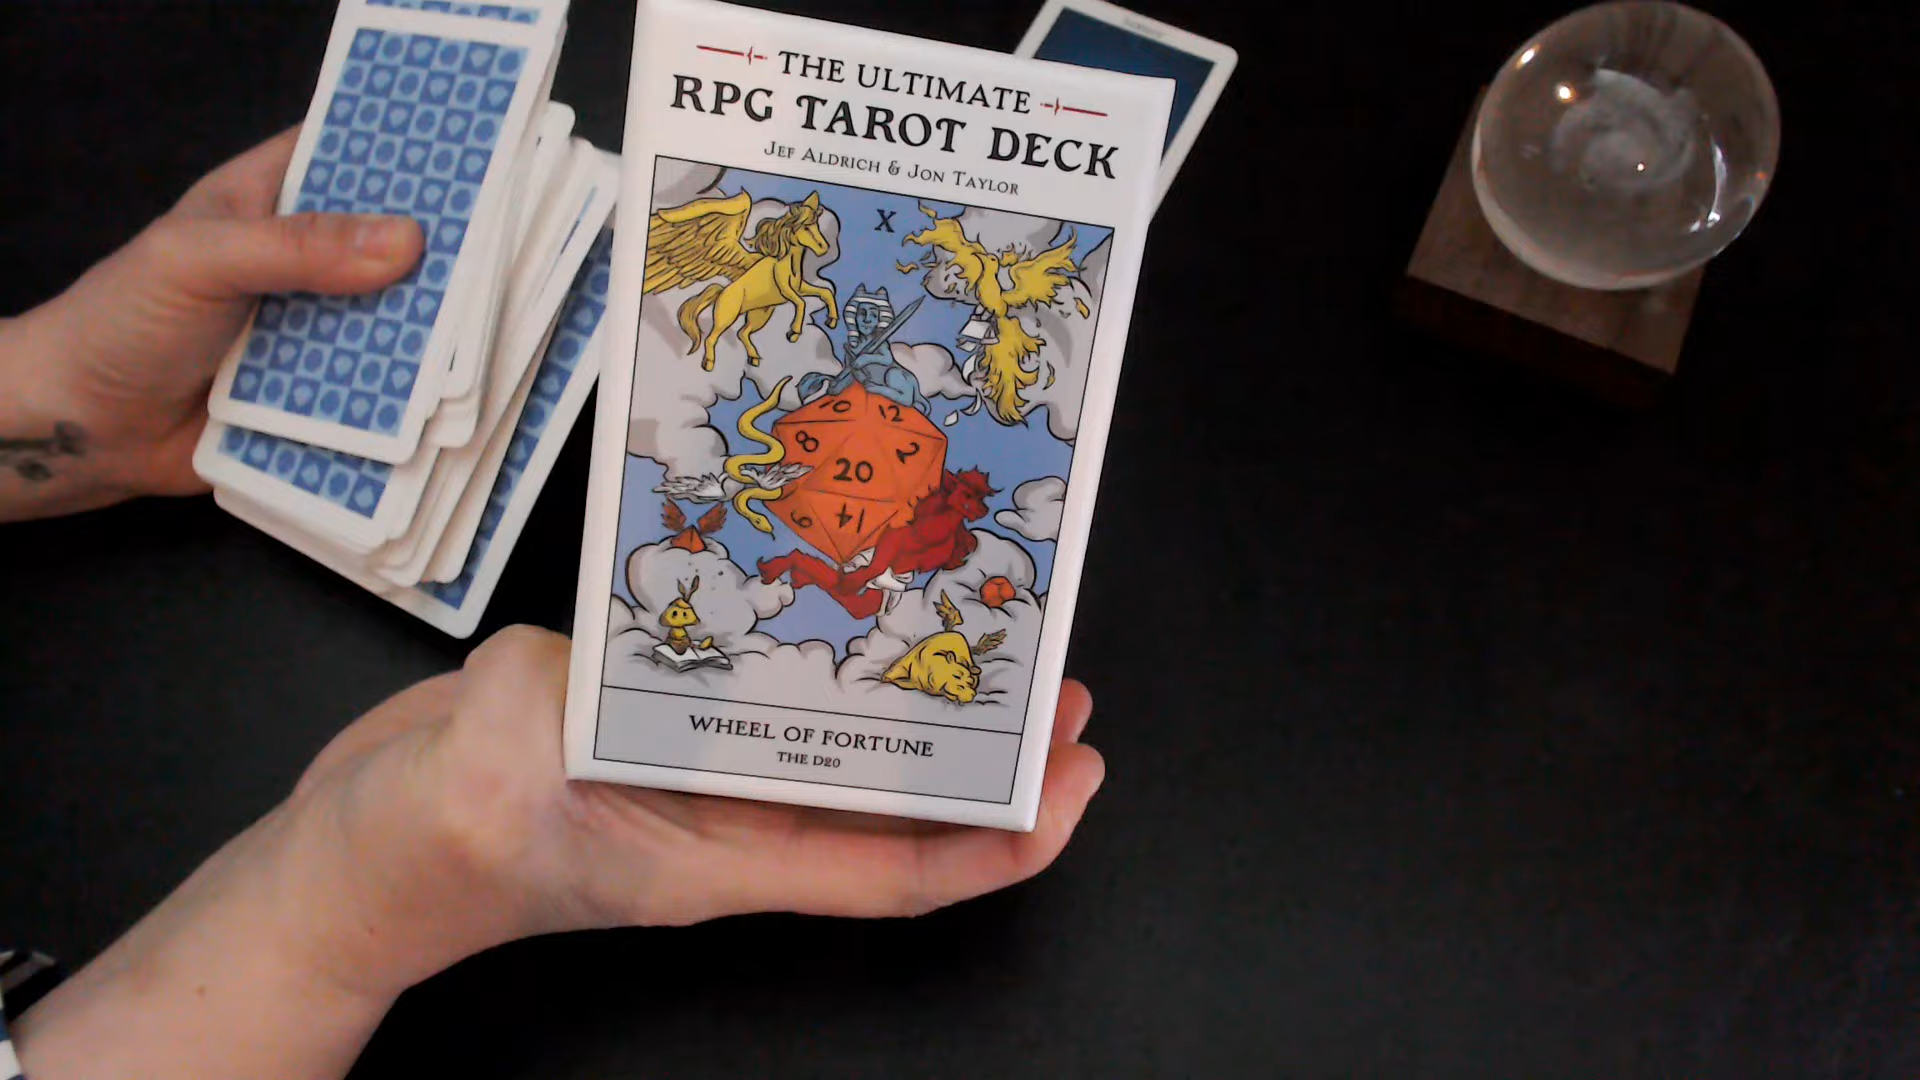 THE ULTIMATE
RPG TAROT DECK
JEF ALDRICH & JON TAYLOR
X
10 12
8 2
20
9 14
WHEEL OF FORTUNE
THE D20